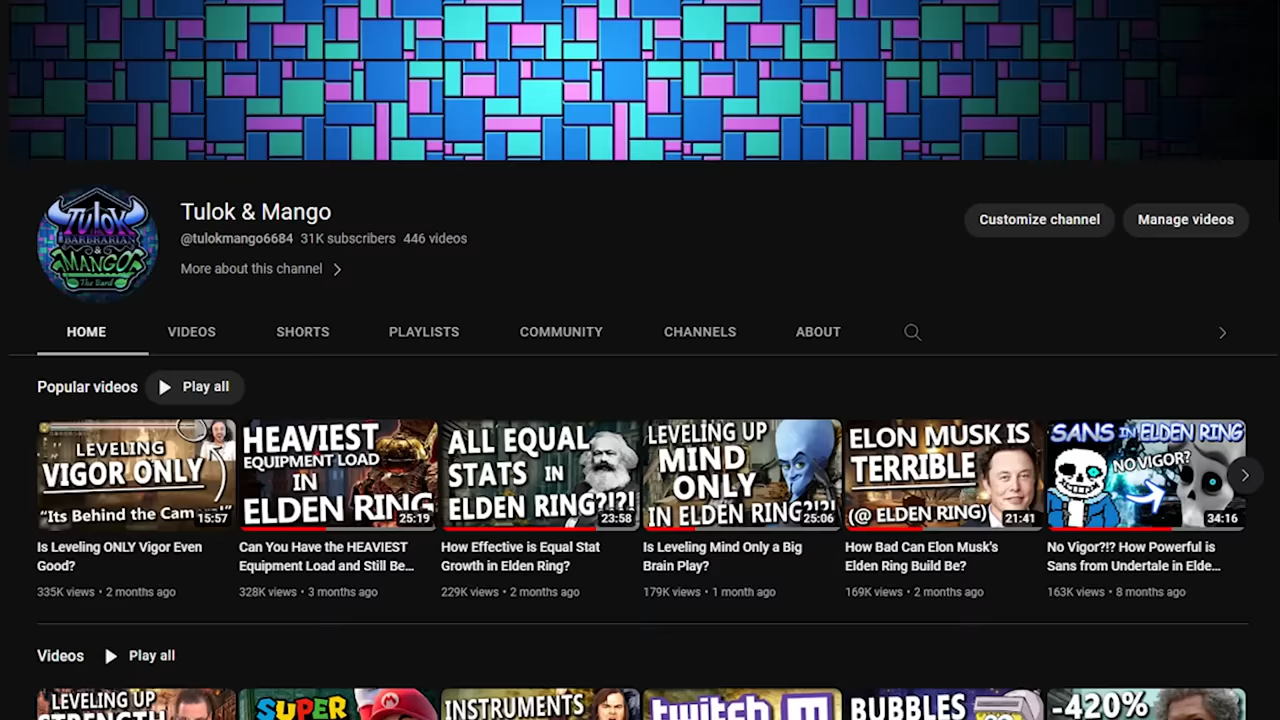 TULOK
BARBARIAN
&
MANGO
The Bard
Tulok & Mango
@tulokmango6684 31K subscribers 446 videos
More about this channel
Customize channel
Manage videos
HOME VIDEOS SHORTS PLAYLISTS COMMUNITY CHANNELS ABOUT
Popular videos Play all
LEVELING
VIGOR ONLY
"Its Behind the Cam
15:57
HEAVIEST
EQUIPMENT LOAD
IN
ELDEN RING
25:19
ALL EQUAL
STATS IN
ELDEN RING?!?!
23:58
LEVELING UP
MIND
ONLY
IN ELDEN RING?!?!
25:06
ELON MUSK IS
TERRIBLE
(@ ELDEN RING)
21:41
SANS IN ELDEN RING
NO VIGOR?
34:16
Is Leveling ONLY Vigor Even
Good?
335K views • 2 months ago
Can You Have the HEAVIEST
Equipment Load and Still Be...
328K views • 3 months ago
How Effective is Equal Stat
Growth in Elden Ring?
229K views • 2 months ago
Is Leveling Mind Only a Big
Brain Play?
179K views • 1 month ago
How Bad Can Elon Musk's
Elden Ring Build Be?
169K views • 2 months ago
No Vigor?!? How Powerful is
Sans from Undertale in Elde...
163K views • 8 months ago
Videos Play all
LEVELING UP
STRENGTH
SUPER
INSTRUMENTS
twitch
BUBBLES
-420%